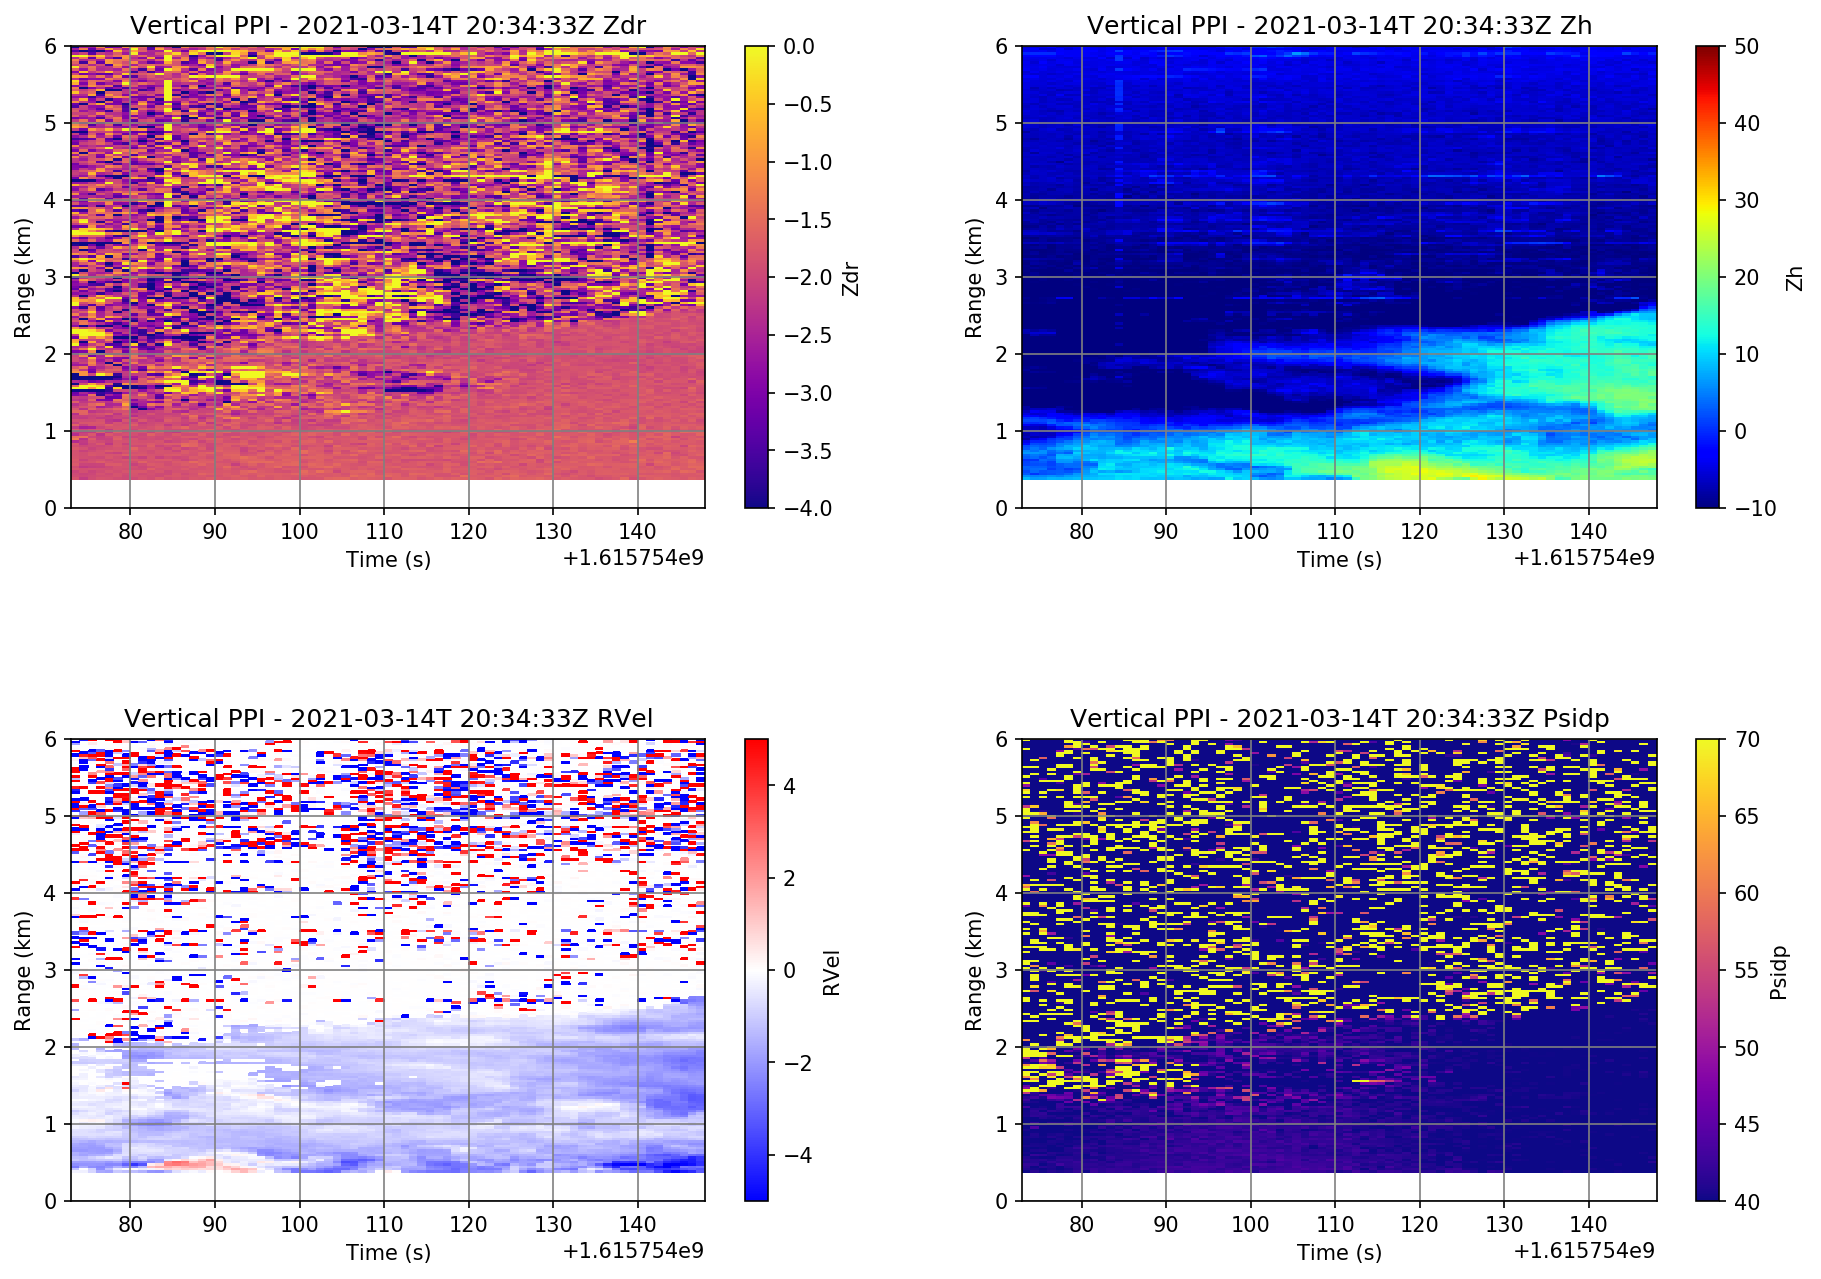 Vertical PPI - 2021-03-14T 20:34:33Z Zdr
6
5
4
3
2
1
0
Range (km)
80 90 100 110 120 130 140
Time (s)
+1.615754e9
0.0
−0.5
−1.0
−1.5
−2.0
−2.5
−3.0
−3.5
−4.0
Zdr
Vertical PPI - 2021-03-14T 20:34:33Z Zh
6
5
4
3
2
1
0
Range (km)
80 90 100 110 120 130 140
Time (s)
+1.615754e9
50
40
30
20
10
0
−10
Zh
Vertical PPI - 2021-03-14T 20:34:33Z RVel
6
5
4
3
2
1
0
Range (km)
80 90 100 110 120 130 140
Time (s)
+1.615754e9
4
2
0
−2
−4
RVel
Vertical PPI - 2021-03-14T 20:34:33Z Psidp
6
5
4
3
2
1
0
Range (km)
80 90 100 110 120 130 140
Time (s)
+1.615754e9
70
65
60
55
50
45
40
Psidp